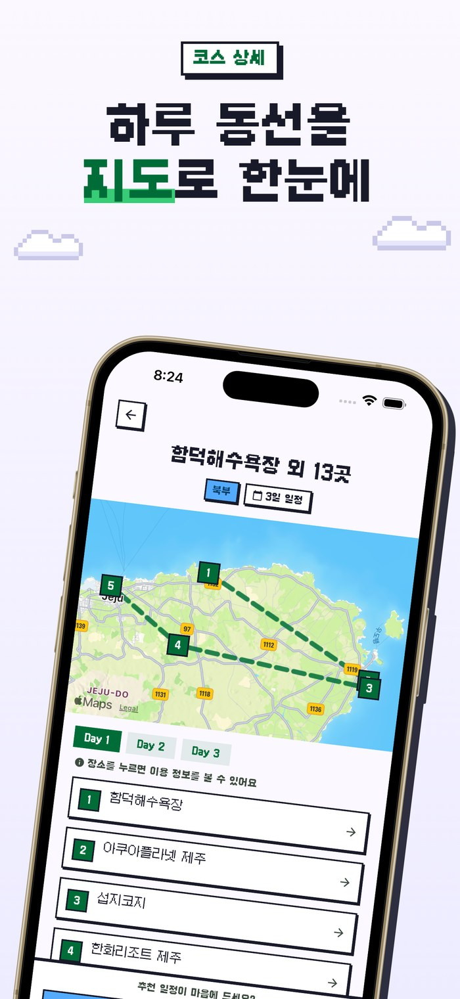 코스 상세
하루 동선을
지도로 한눈에
8:24
함덕해수욕장 외 13곳
북부
3일 일정
1
5
Jeju
97
139
4
1112
1119
3
JEJU-DO
1131
1118
1136
Maps
Legal
Day 1
Day 2
Day 3
장소를 누르면 이용 정보를 볼 수 있어요
1 함덕해수욕장
2 아쿠아플라넷 제주
3 섭지코지
4 한화리조트 제주
추천 일정이 마음에 드세요?